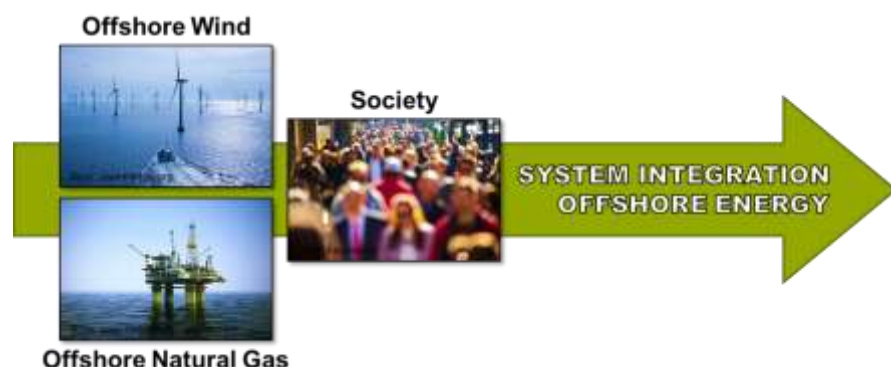 Offshore Wind
Society
SYSTEM INTEGRATION
OFFSHORE ENERGY
Offshore Natural Gas